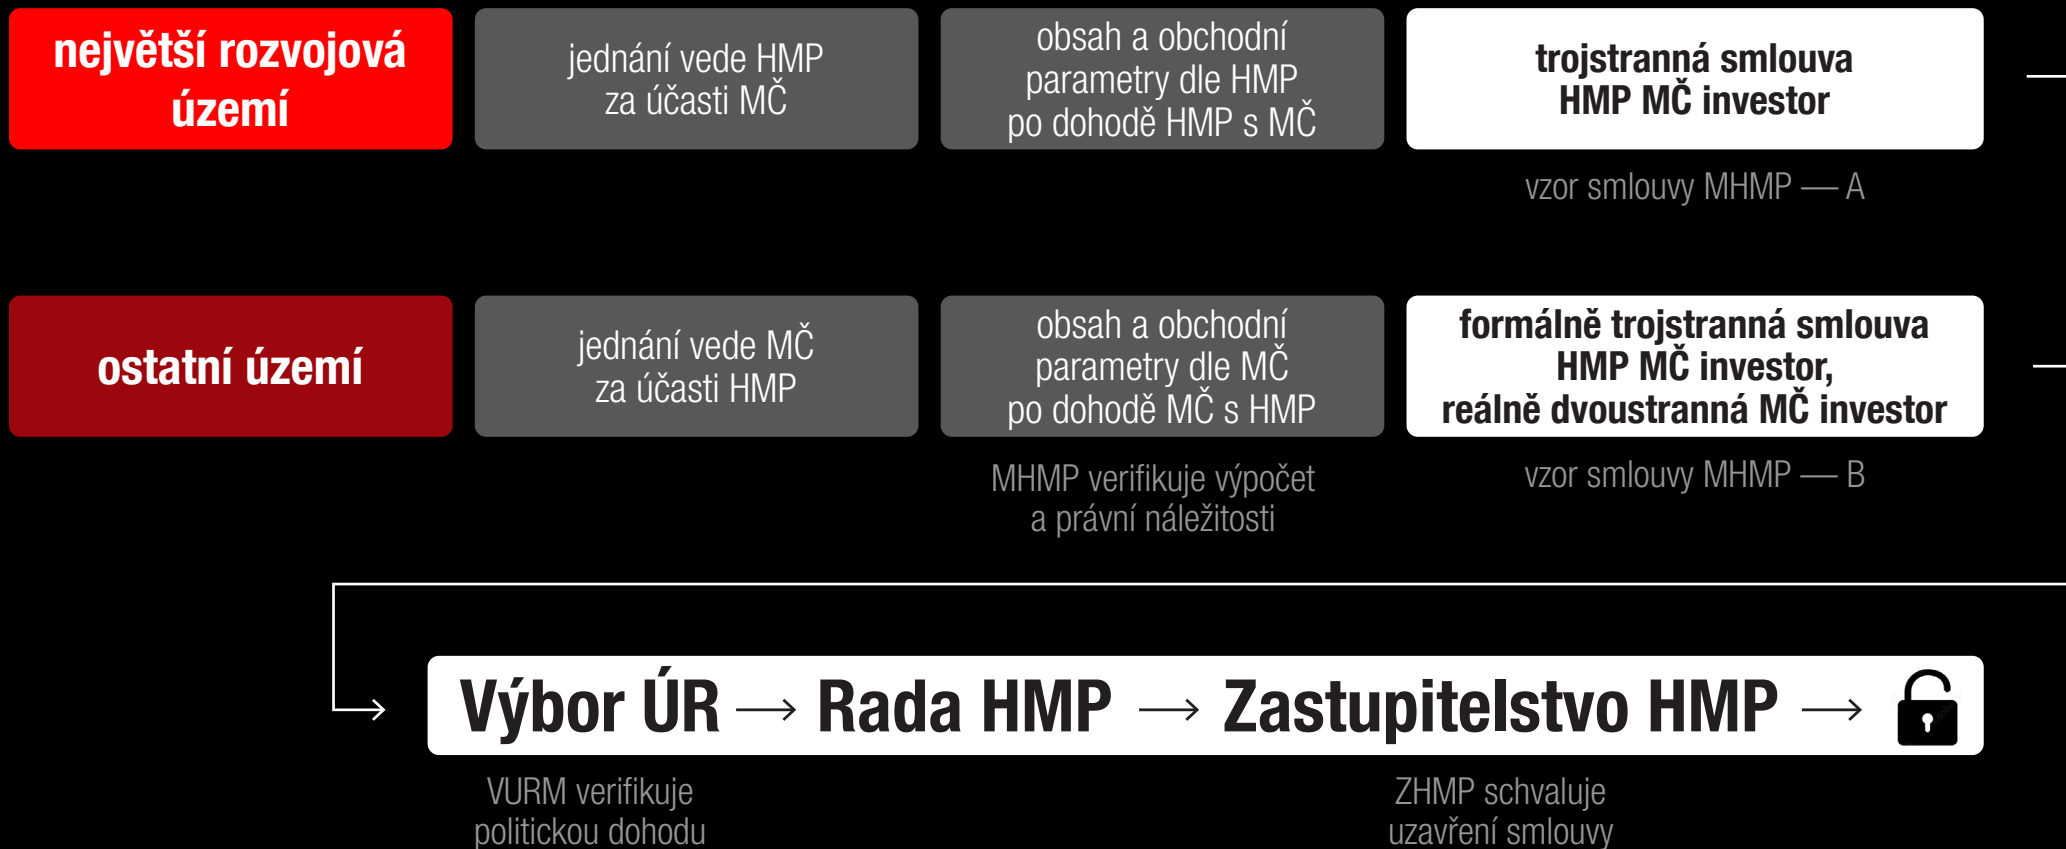 největší rozvojová
území
jednání vede HMP
za účasti MČ
obsah a obchodní
parametry dle HMP
po dohodě HMP s MČ
trojstranná smlouva
HMP MČ investor
vzor smlouvy MHMP — A
ostatní území
jednání vede MČ
za účasti HMP
obsah a obchodní
parametry dle MČ
po dohodě MČ s HMP
MHMP verifikuje výpočet
a právní náležitosti
formálně trojstranná smlouva
HMP MČ investor,
reálně dvoustranná MČ investor
vzor smlouvy MHMP — B
Výbor ÚR → Rada HMP → Zastupitelstvo HMP →
VURM verifikuje
politickou dohodu
ZHMP schvaluje
uzavření smlouvy